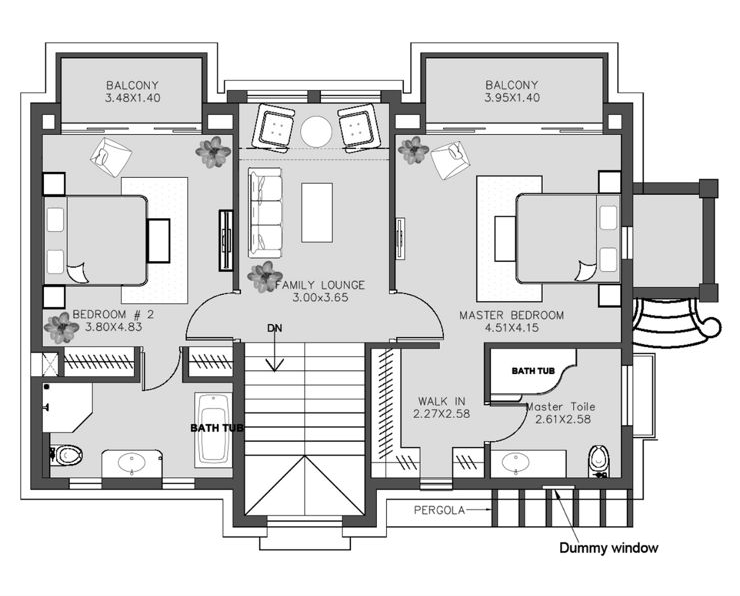 BALCONY
3.48X1.40
BALCONY
3.95X1.40
FAMILY LOUNGE
3.00x3.65
BEDROOM # 2
3.80X4.83
DN
MASTER BEDROOM
4.51X4.15
BATH TUB
WALK IN
2.27X2.58
Master Toile
2.61X2.58
BATH TUB
PERGOLA
Dummy window